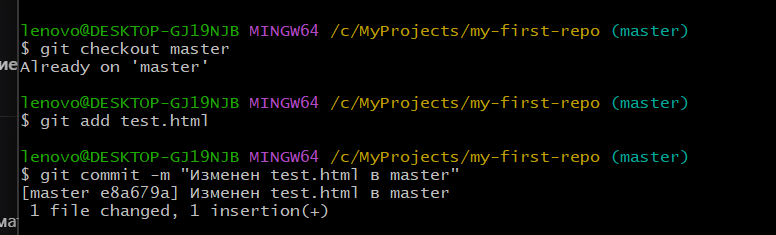 lenovo@DESKTOP-GJ19NJB MINGW64 /c/MyProjects/my-first-repo (master)
$ git checkout master
Already on 'master'
lenovo@DESKTOP-GJ19NJB MINGW64 /c/MyProjects/my-first-repo (master)
$ git add test.html
lenovo@DESKTOP-GJ19NJB MINGW64 /c/MyProjects/my-first-repo (master)
$ git commit -m "Изменен test.html в master"
[master e8a679a] Изменен test.html в master
1 file changed, 1 insertion(+)